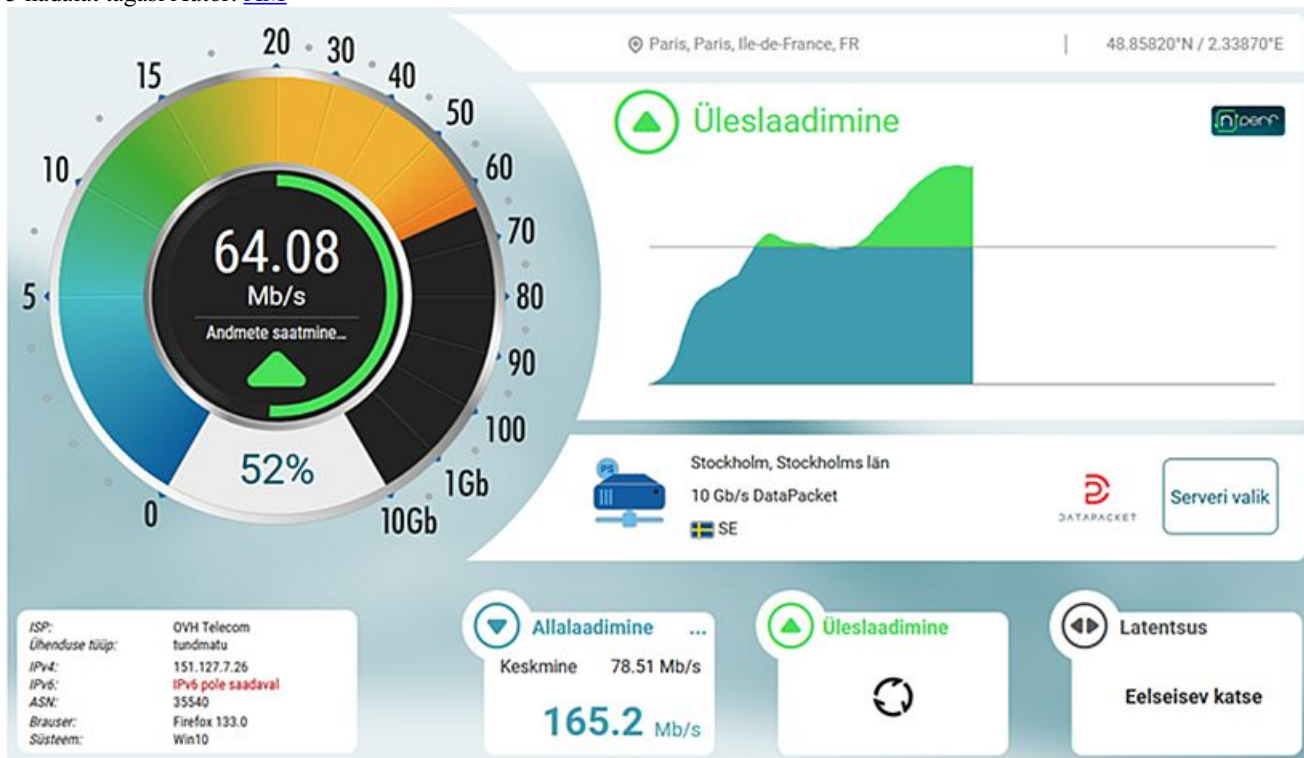 Paris, Paris, Ile-de-France, FR | 48.85820°N / 2.33870°E
Üleslaadimine
nperf
0
5
10
15
20
30
40
50
60
70
80
90
100
1Gb
10Gb
64.08
Mb/s
Andmete saatmine...
52%
PS
Stockholm, Stockholms län
10 Gb/s DataPacket
SE
DATAPACKET
Serveri valik
ISP: OVH Telecom
Ühenduse tüüp: tundmatu
IPv4: 151.127.7.26
IPv6: IPv6 pole saadaval
ASN: 35540
Brauser: Firefox 133.0
Süsteem: Win10
Allalaadimine ...
Keskmine 78.51 Mb/s
165.2 Mb/s
Üleslaadimine
Latentsus
Eelseisev katse